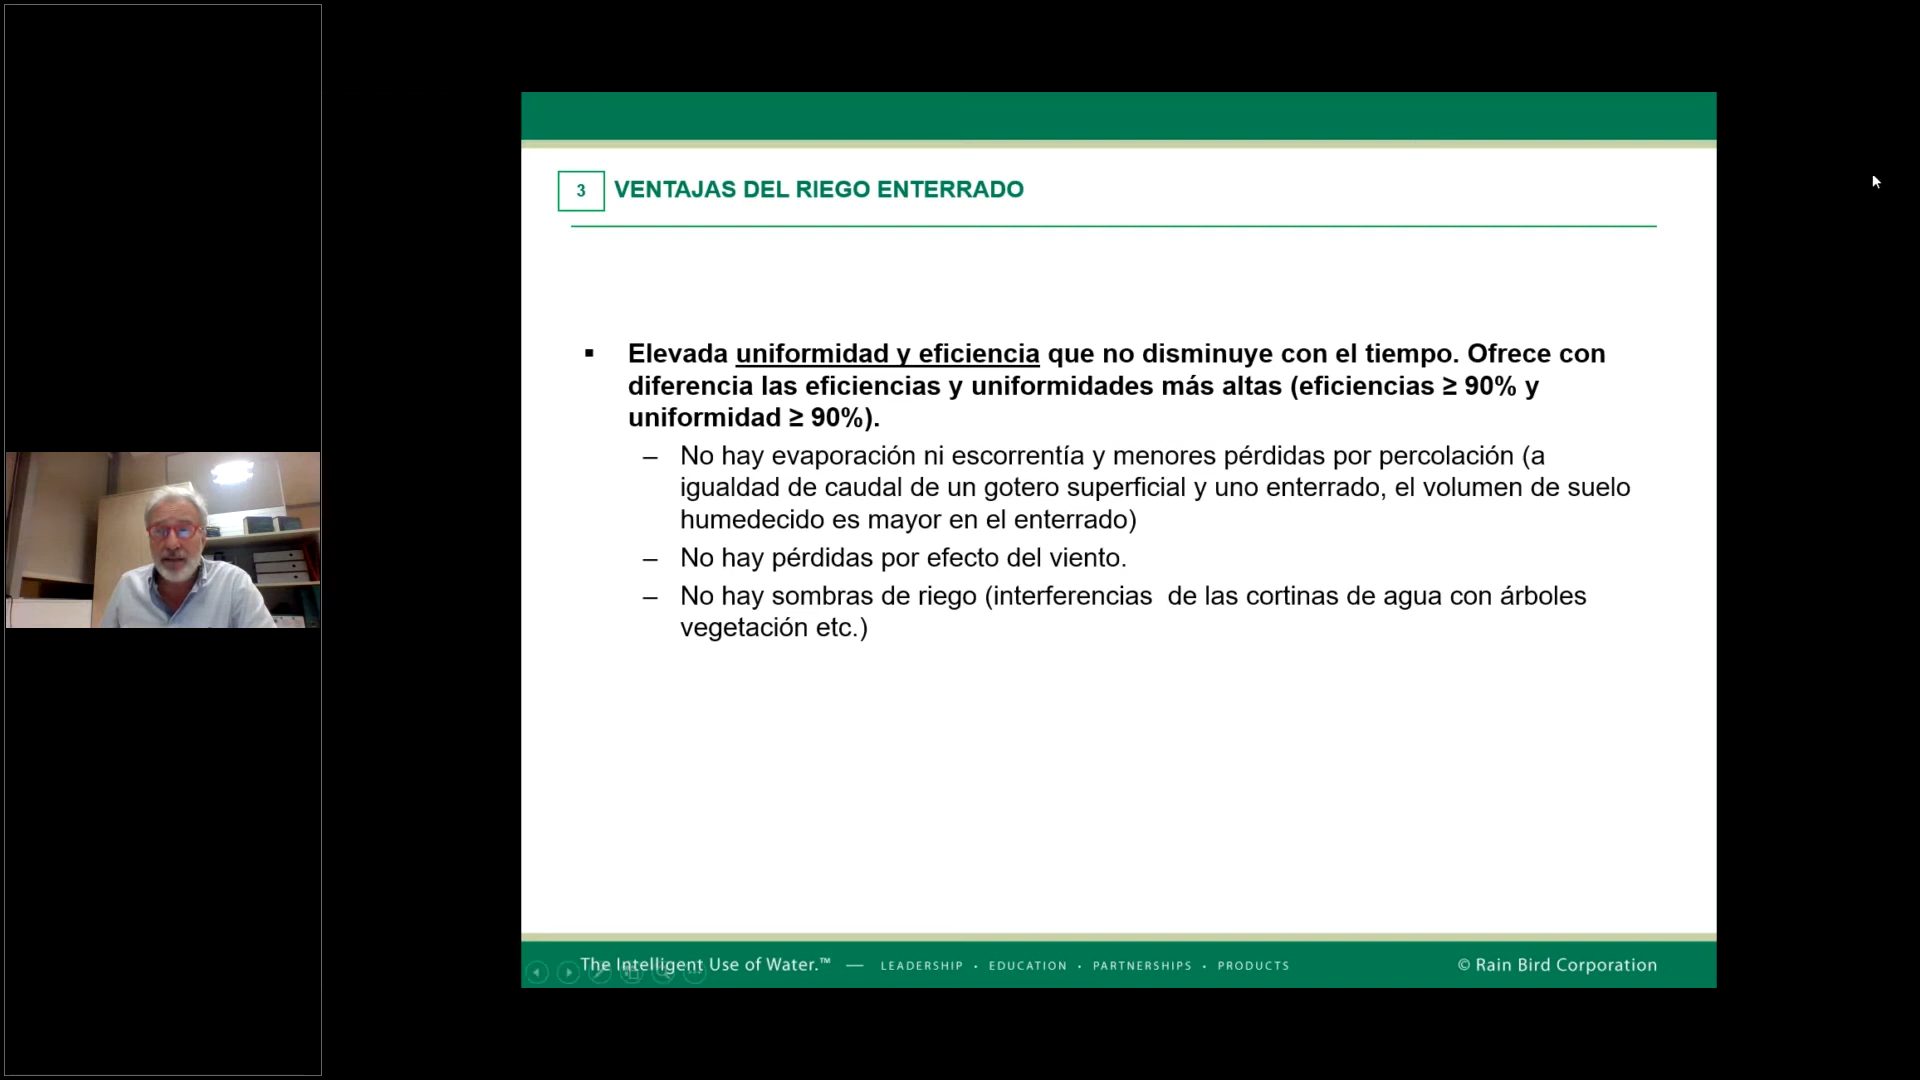 3 VENTAJAS DEL RIEGO ENTERRADO
▪ Elevada uniformidad y eficiencia que no disminuye con el tiempo. Ofrece con
diferencia las eficiencias y uniformidades más altas (eficiencias ≥ 90% y
uniformidad ≥ 90%).
– No hay evaporación ni escorrentía y menores pérdidas por percolación (a
igualdad de caudal de un gotero superficial y uno enterrado, el volumen de suelo
humedecido es mayor en el enterrado)
– No hay pérdidas por efecto del viento.
– No hay sombras de riego (interferencias  de las cortinas de agua con árboles
vegetación etc.)
The Intelligent Use of Water.™ — LEADERSHIP • EDUCATION • PARTNERSHIPS • PRODUCTS © Rain Bird Corporation